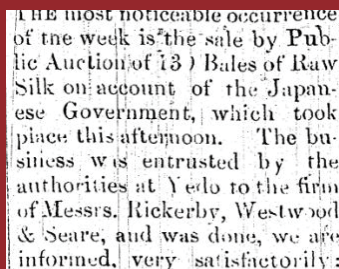 THE most noticeable occurrence
of the week is the sale by Pub-
lic Auction of 13) Bales of Raw
Silk on account of the Japan-
ese Government, which took
place this afternoon. The bu-
siness was entrusted by the
authorities at Yedo to the firm
of Messrs. Rickerby, Westwood
& Seare, and was done, we are
informed, very satisfactorily: